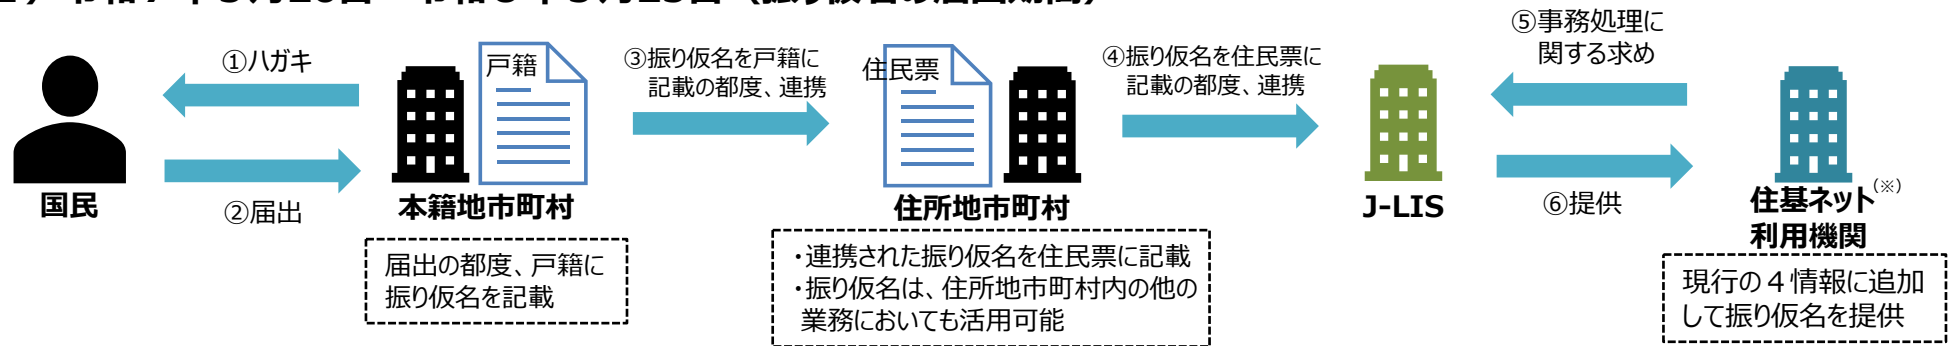 ①ハガキ
②届出
国民
戸籍
本籍地市町村
届出の都度、戸籍に
振り仮名を記載
③振り仮名を戸籍に
記載の都度、連携
住民票
住所地市町村
・連携された振り仮名を住民票に記載
・振り仮名は、住所地市町村内の他の
業務においても活用可能
④振り仮名を住民票に
記載の都度、連携
J-LIS
⑤事務処理に
関する求め
⑥提供
住基ネット(※)
利用機関
現行の４情報に追加
して振り仮名を提供